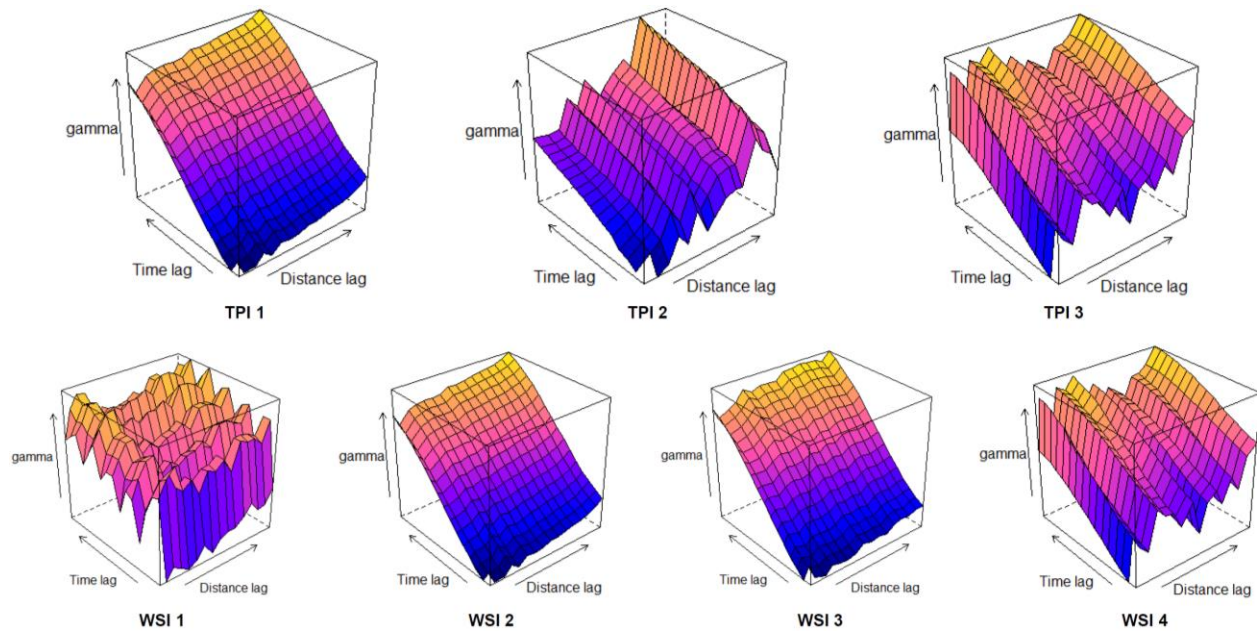 gamma
Time lag
Distance lag
TPI 1
gamma
Time lag
Distance lag
TPI 2
gamma
Time lag
Distance lag
TPI 3
gamma
Time lag
Distance lag
WSI 1
gamma
Time lag
Distance lag
WSI 2
gamma
Time lag
Distance lag
WSI 3
gamma
Time lag
Distance lag
WSI 4